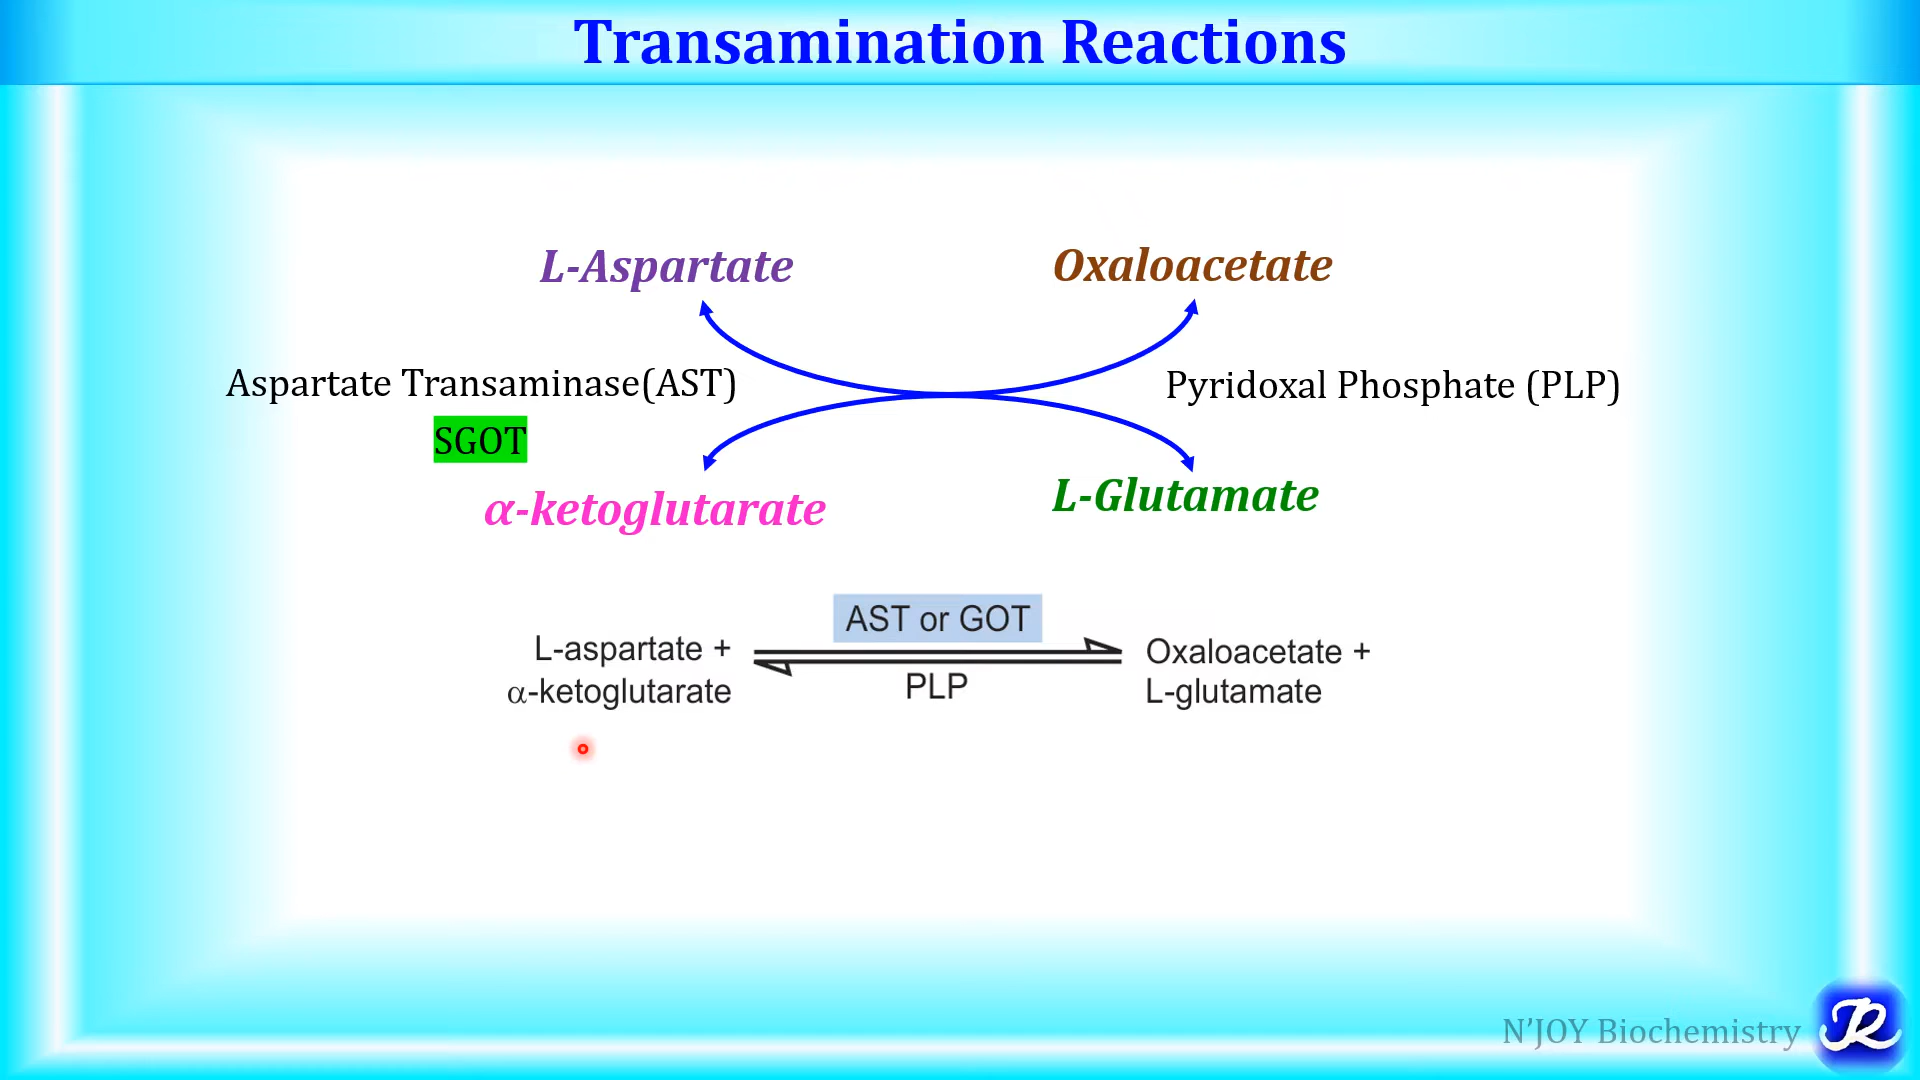 Transamination Reactions
L-Aspartate
Oxaloacetate
Aspartate Transaminase(AST)
Pyridoxal Phosphate (PLP)
SGOT
α-ketoglutarate
L-Glutamate
AST or GOT
L-aspartate +
Oxaloacetate +
PLP
α-ketoglutarate
L-glutamate
N'JOY Biochemistry
JR